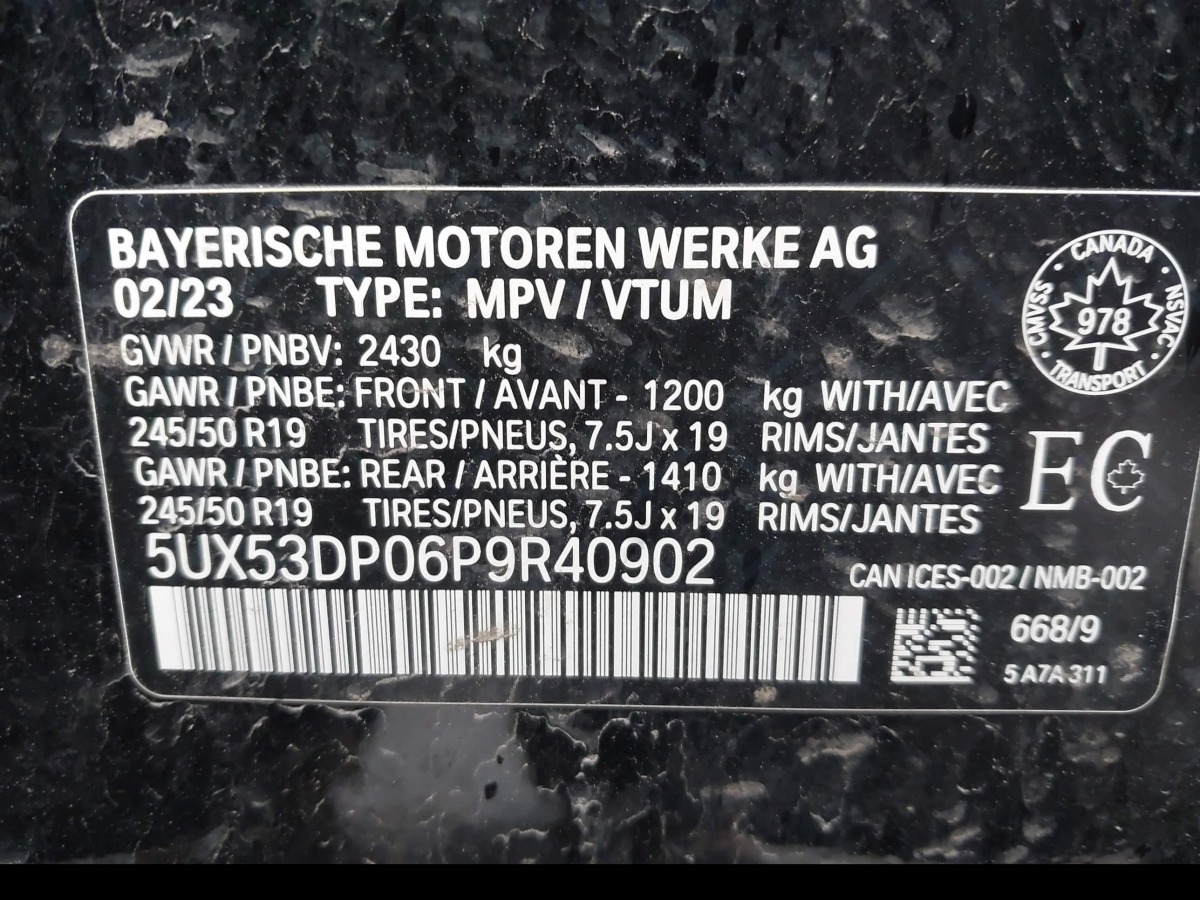 BAYERISCHE MOTOREN WERKE AG
02/23 TYPE: MPV / VTUM
GVWR / PNBV: 2430 kg
GAWR / PNBE: FRONT / AVANT - 1200 kg WITH/AVEC
245/50 R19 TIRES/PNEUS, 7.5J x 19 RIMS/JANTES
GAWR / PNBE: REAR / ARRIÈRE - 1410 kg WITH/AVEC
245/50 R19 TIRES/PNEUS, 7.5J x 19 RIMS/JANTES
5UX53DP06P9R40902
CANADA
CMVSS · NSVAC
978
TRANSPORT
EC
CAN ICES-002 / NMB-002
668/9
5 A7A 311